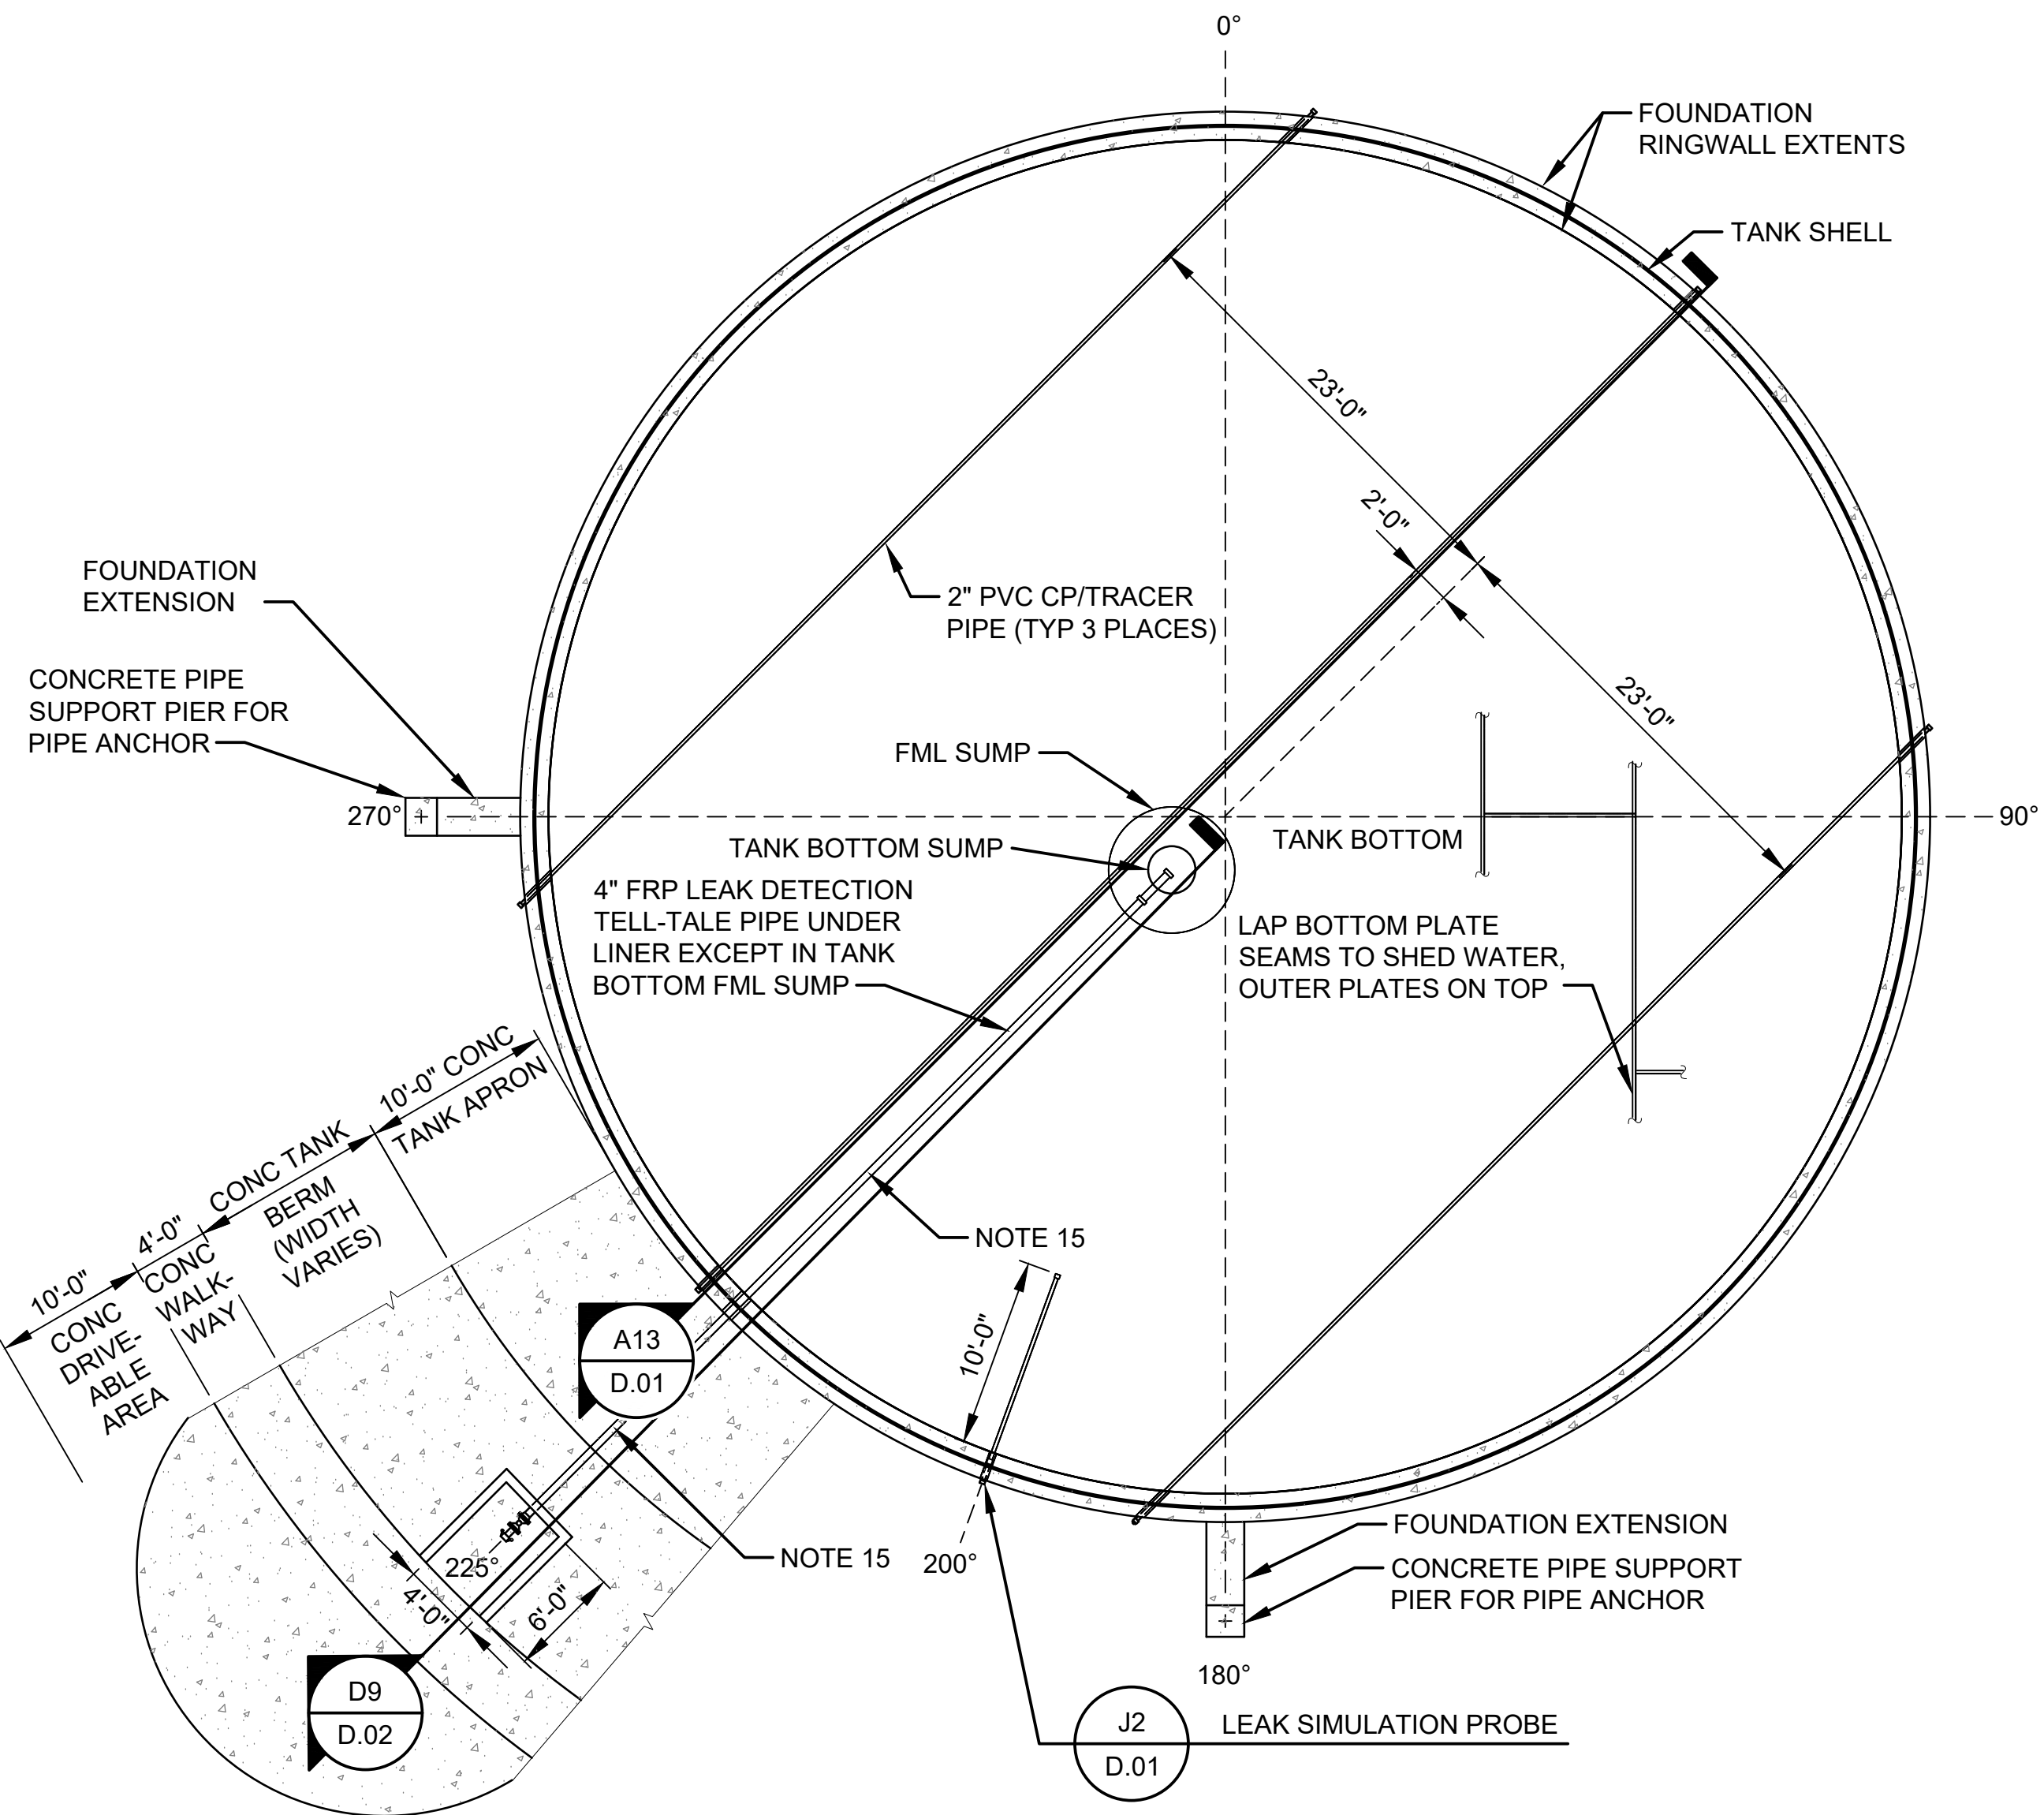 0°
FOUNDATION
RINGWALL EXTENTS
TANK SHELL
23'-0"
2'-0"
FOUNDATION
EXTENSION
2" PVC CP/TRACER
PIPE (TYP 3 PLACES)
CONCRETE PIPE
SUPPORT PIER FOR
PIPE ANCHOR
23'-0"
FML SUMP
270°
90°
TANK BOTTOM
TANK BOTTOM SUMP
4" FRP LEAK DETECTION
TELL-TALE PIPE UNDER
LINER EXCEPT IN TANK
BOTTOM FML SUMP
LAP BOTTOM PLATE
SEAMS TO SHED WATER,
OUTER PLATES ON TOP
10'-0" CONC
TANK APRON
CONC TANK
BERM
(WIDTH
VARIES)
4'-0"
CONC
WALK-
WAY
10'-0"
CONC
DRIVE-
ABLE
AREA
NOTE 15
10'-0"
A13
D.01
NOTE 15
225°
4'-0"
6'-0"
200°
FOUNDATION EXTENSION
CONCRETE PIPE SUPPORT
PIER FOR PIPE ANCHOR
180°
D9
D.02
J2
D.01
LEAK SIMULATION PROBE